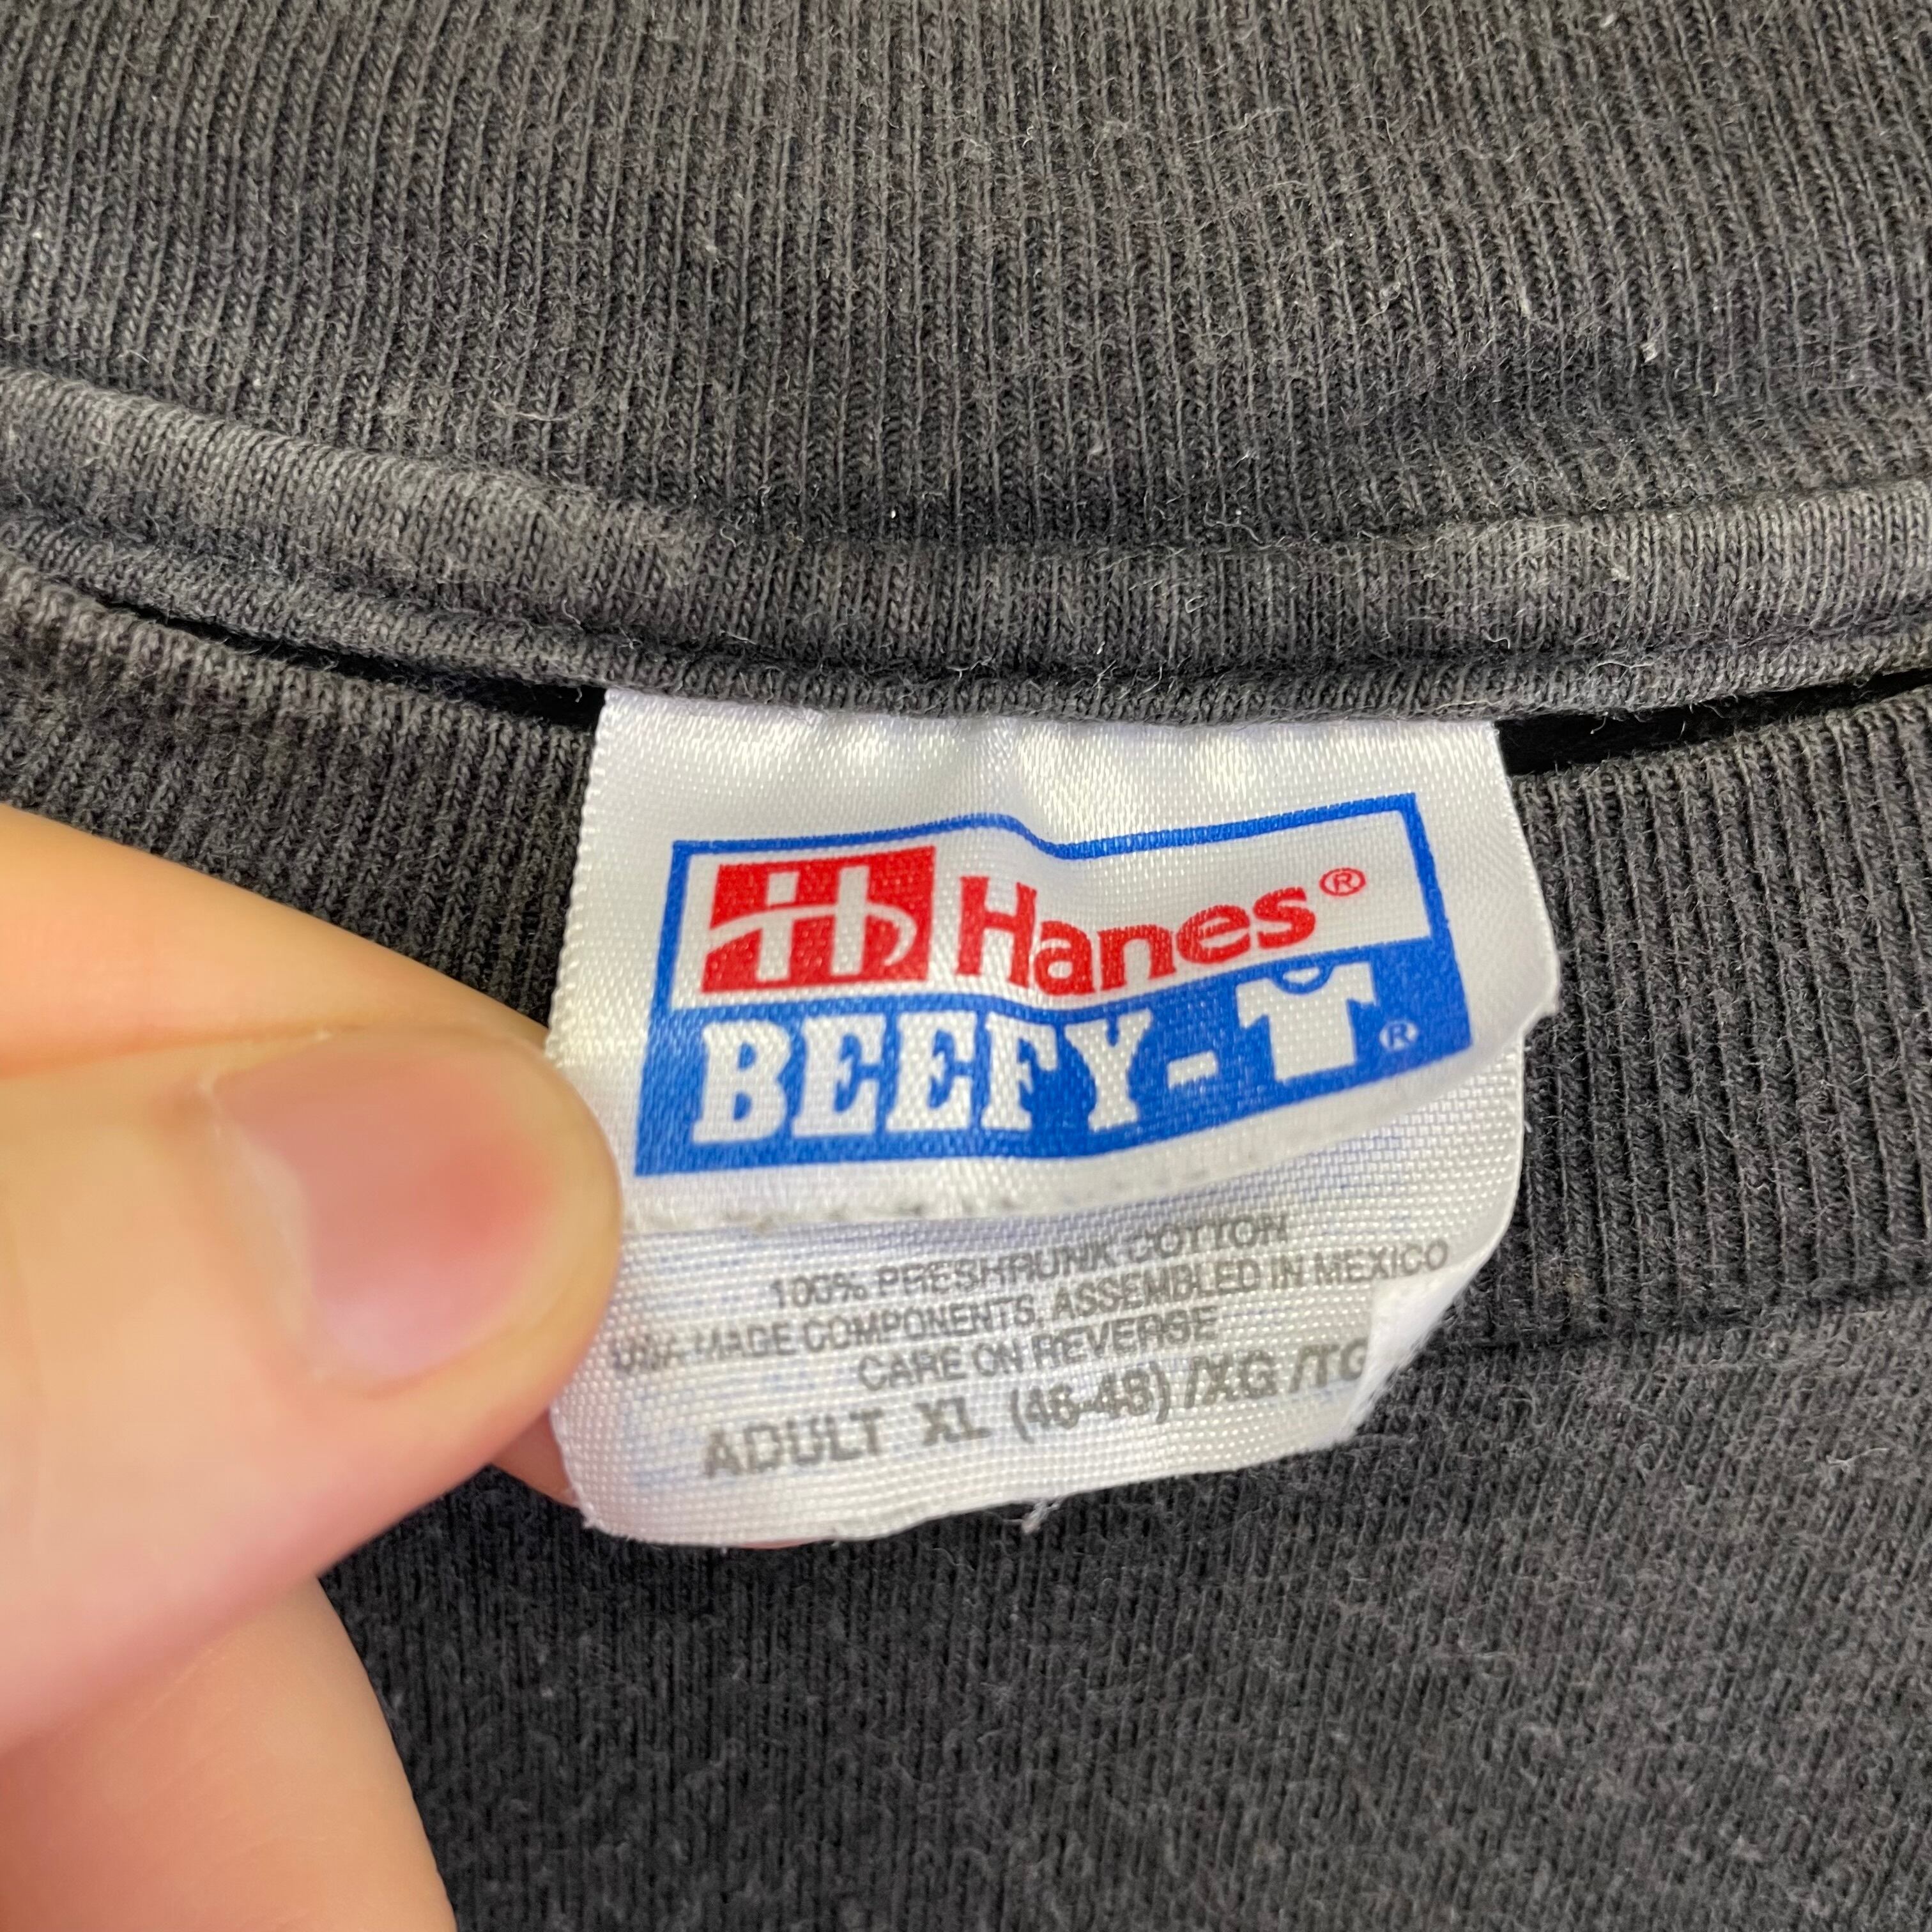 Hanes®
BEEFY-T®
100% PRESHRUNK COTTON
USA MADE COMPONENTS, ASSEMBLED IN MEXICO
CARE ON REVERSE
ADULT XL (46-48) /XG /TG